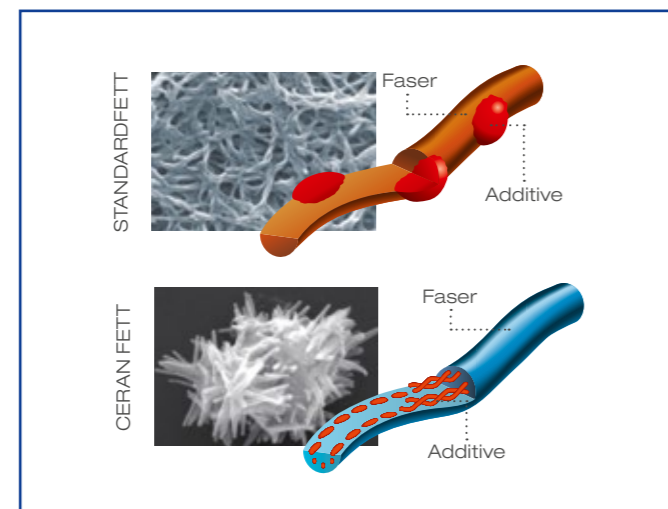 STANDARDFETT
Faser
Additive
CERAN FETT
Faser
Additive